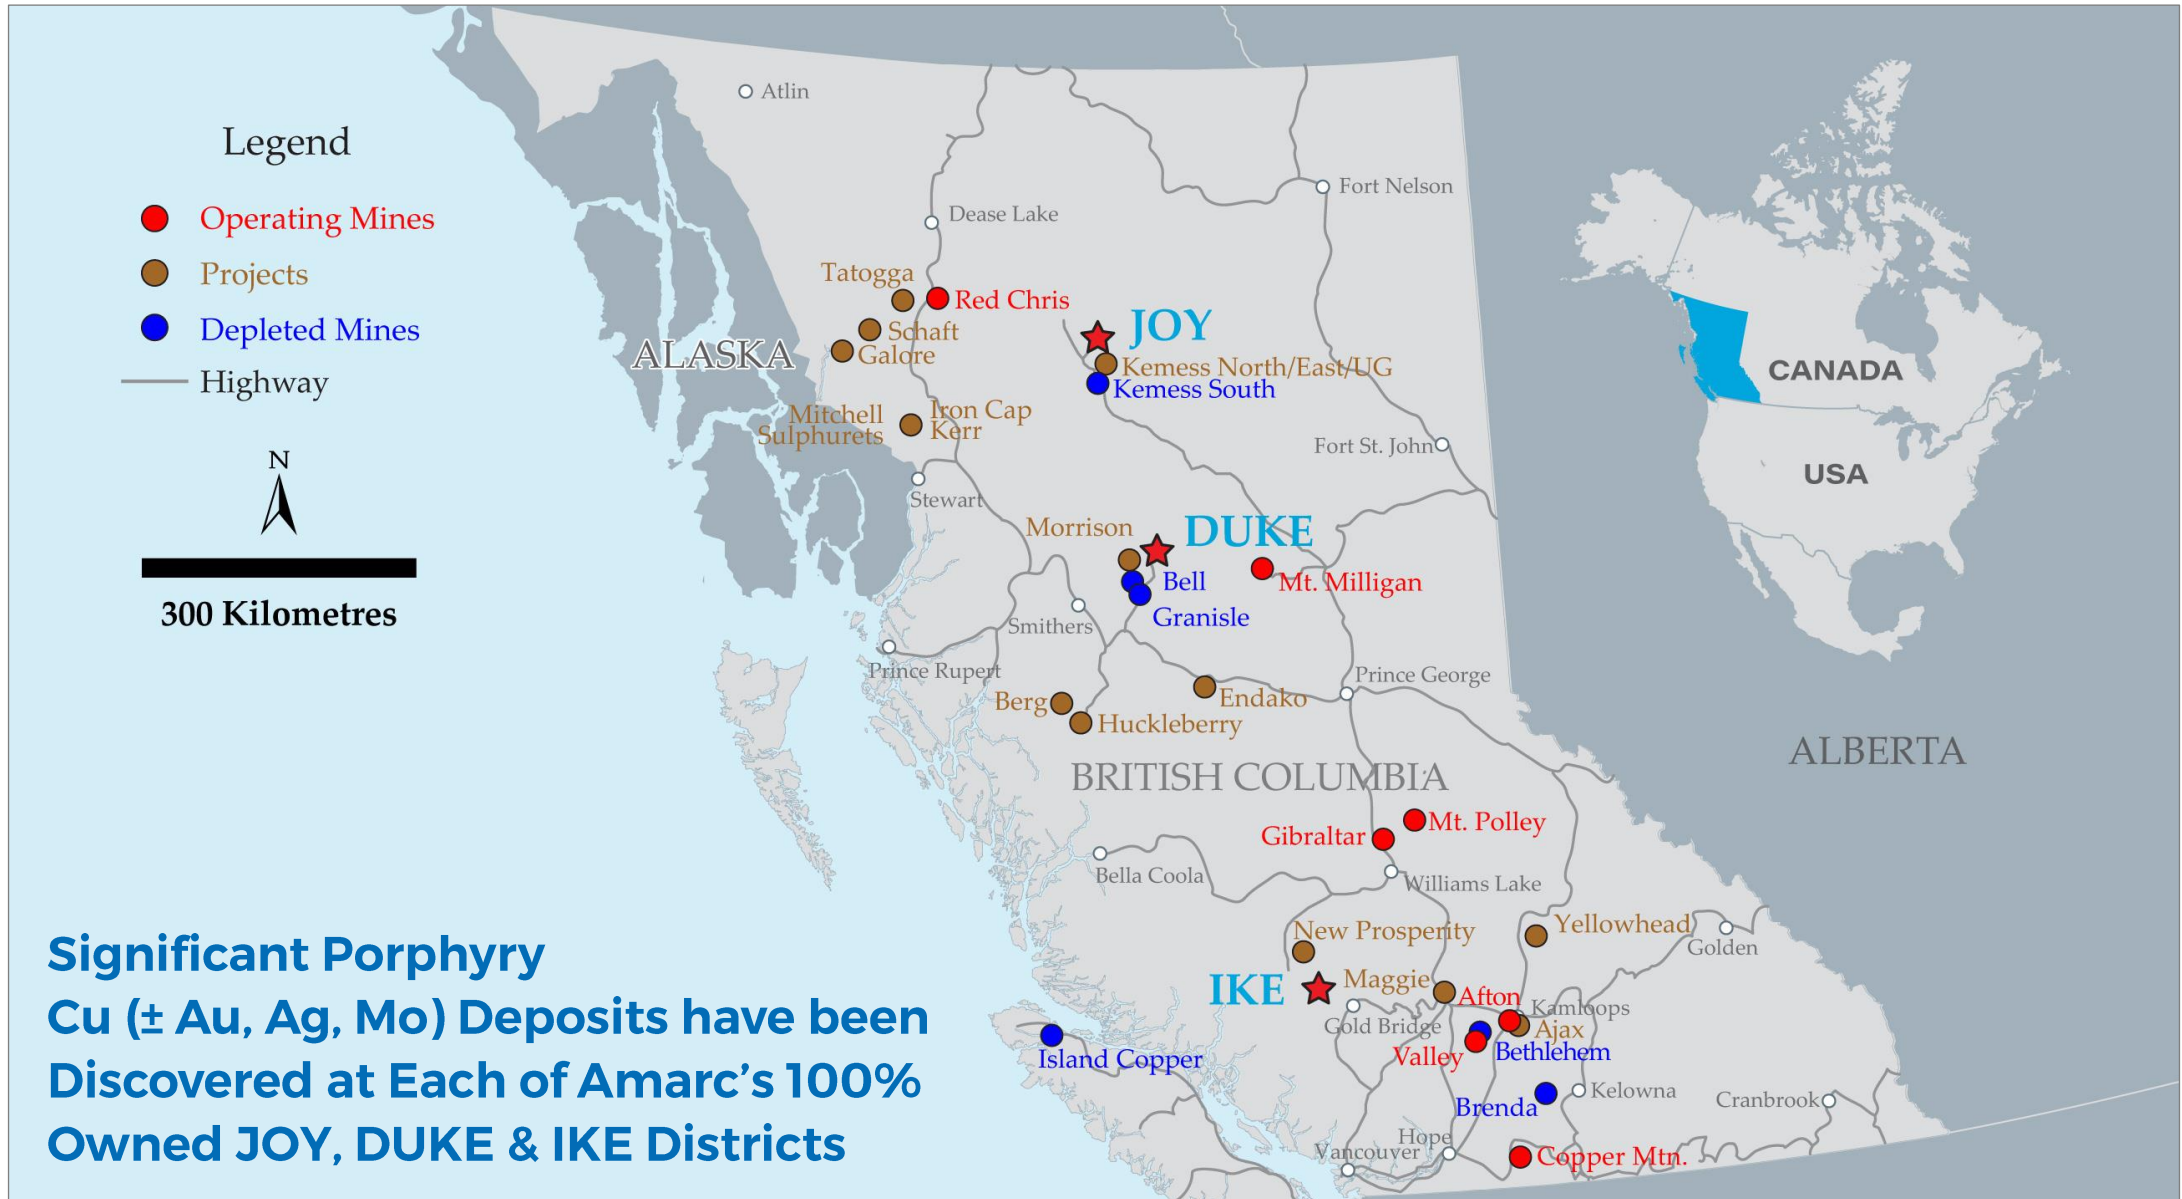 Legend
Operating Mines
Projects
Depleted Mines
Highway
N
300 Kilometres
Atlin
Fort Nelson
Dease Lake
Tatogga
Red Chris
Schaft
Galore
ALASKA
JOY
Kemess North/East/UG
Kemess South
Mitchell
Sulphurets
Iron Cap
Kerr
Fort St. John
Stewart
Morrison
DUKE
Bell
Mt. Milligan
Granisle
Smithers
Prince Rupert
Prince George
Berg
Endako
Huckleberry
BRITISH COLUMBIA
ALBERTA
CANADA
USA
Mt. Polley
Gibraltar
Bella Coola
Williams Lake
New Prosperity
Yellowhead
Golden
IKE
Maggie
Afton
Kamloops
Gold Bridge
Ajax
Valley
Bethlehem
Island Copper
Brenda
Kelowna
Cranbrook
Hope
Vancouver
Copper Mtn.
Significant Porphyry
Cu (± Au, Ag, Mo) Deposits have been
Discovered at Each of Amarc’s 100%
Owned JOY, DUKE & IKE Districts